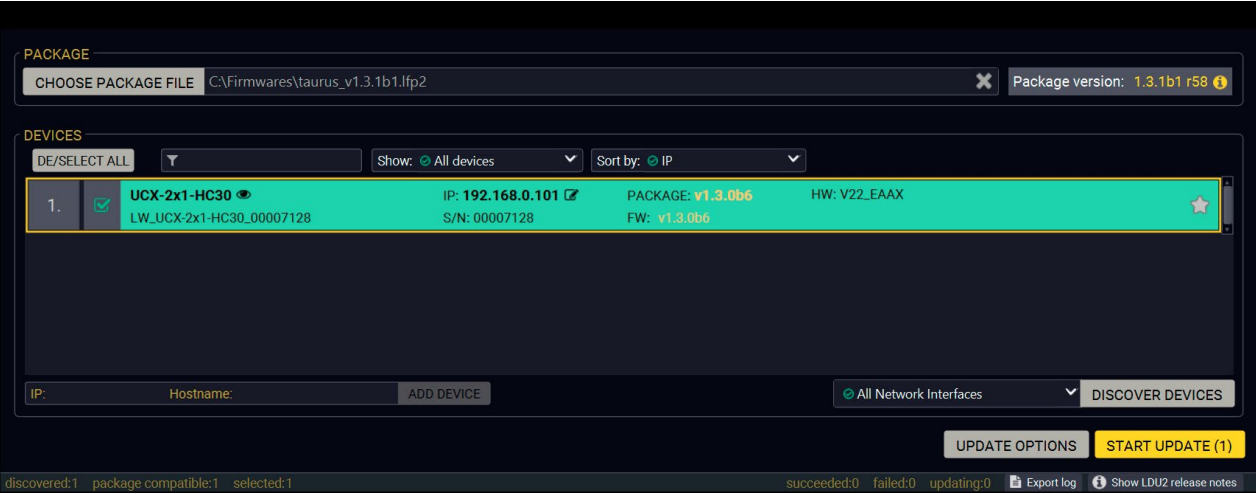 PACKAGE
CHOOSE PACKAGE FILE C:\Firmwares\taurus_v1.3.1b1.lfp2 Package version: 1.3.1b1 r58
DEVICES
DE/SELECT ALL Show: All devices Sort by: IP
1. UCX-2x1-HC30 IP: 192.168.0.101 PACKAGE: v1.3.0b6 HW: V22_EAAX
LW_UCX-2x1-HC30_00007128 S/N: 00007128 FW: v1.3.0b6
IP: Hostname: ADD DEVICE All Network Interfaces DISCOVER DEVICES
UPDATE OPTIONS START UPDATE (1)
discovered:1 package compatible:1 selected:1 succeeded:0 failed:0 updating:0 Export log Show LDU2 release notes